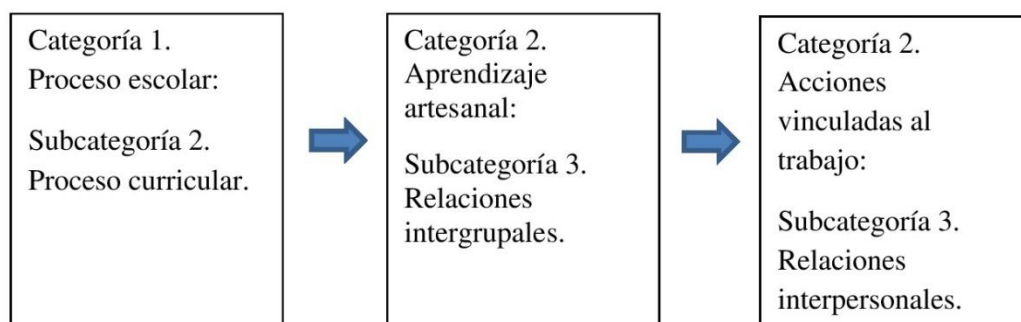 Categoría 1.
Proceso escolar:
Subcategoría 2.
Proceso curricular.
Categoría 2.
Aprendizaje
artesanal:
Subcategoría 3.
Relaciones
intergrupales.
Categoría 2.
Acciones
vinculadas al
trabajo:
Subcategoría 3.
Relaciones
interpersonales.